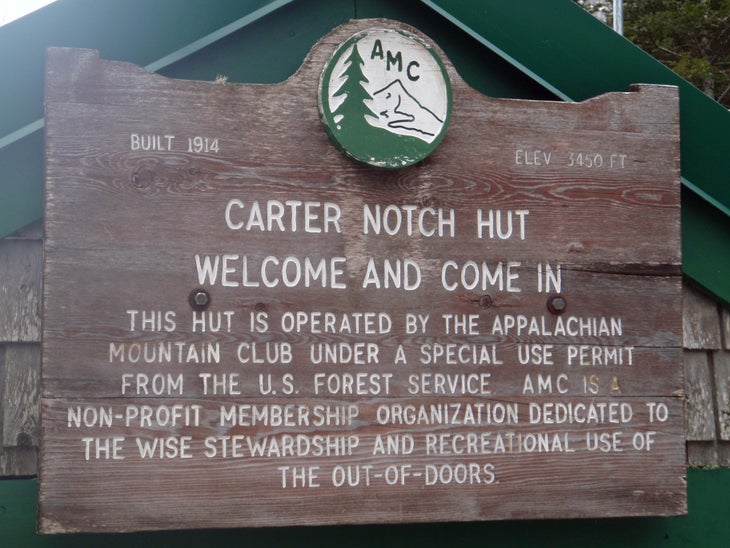 AMC
BUILT 1914
ELEV 3450 FT
CARTER NOTCH HUT
WELCOME AND COME IN
THIS HUT IS OPERATED BY THE APPALACHIAN
MOUNTAIN CLUB UNDER A SPECIAL USE PERMIT
FROM THE U.S. FOREST SERVICE AMC IS A
NON-PROFIT MEMBERSHIP ORGANIZATION DEDICATED TO
THE WISE STEWARDSHIP AND RECREATIONAL USE OF
THE OUT-OF-DOORS.